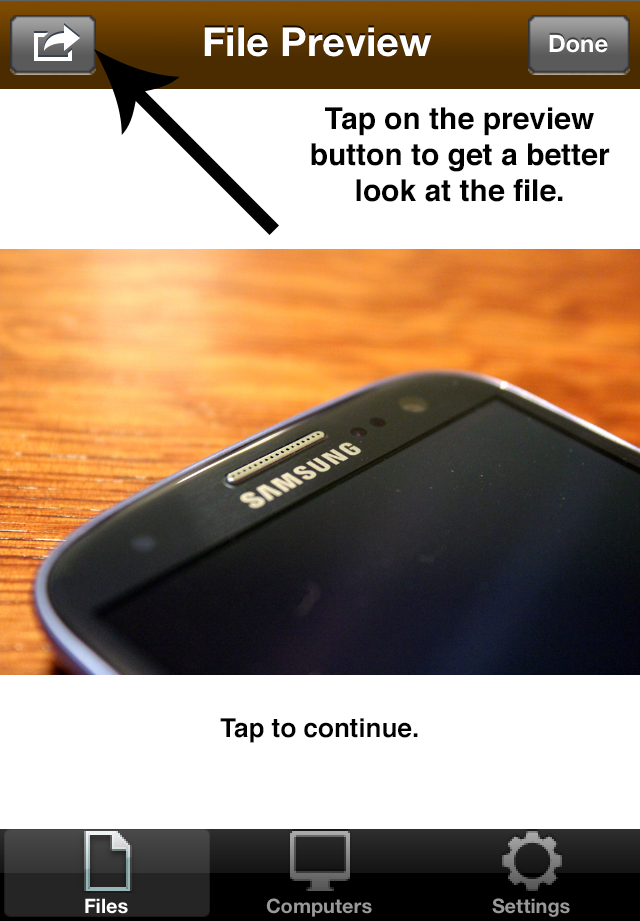 File Preview
Done
Tap on the preview
button to get a better
look at the file.
SAMSUNG
Tap to continue.
Files
Computers
Settings